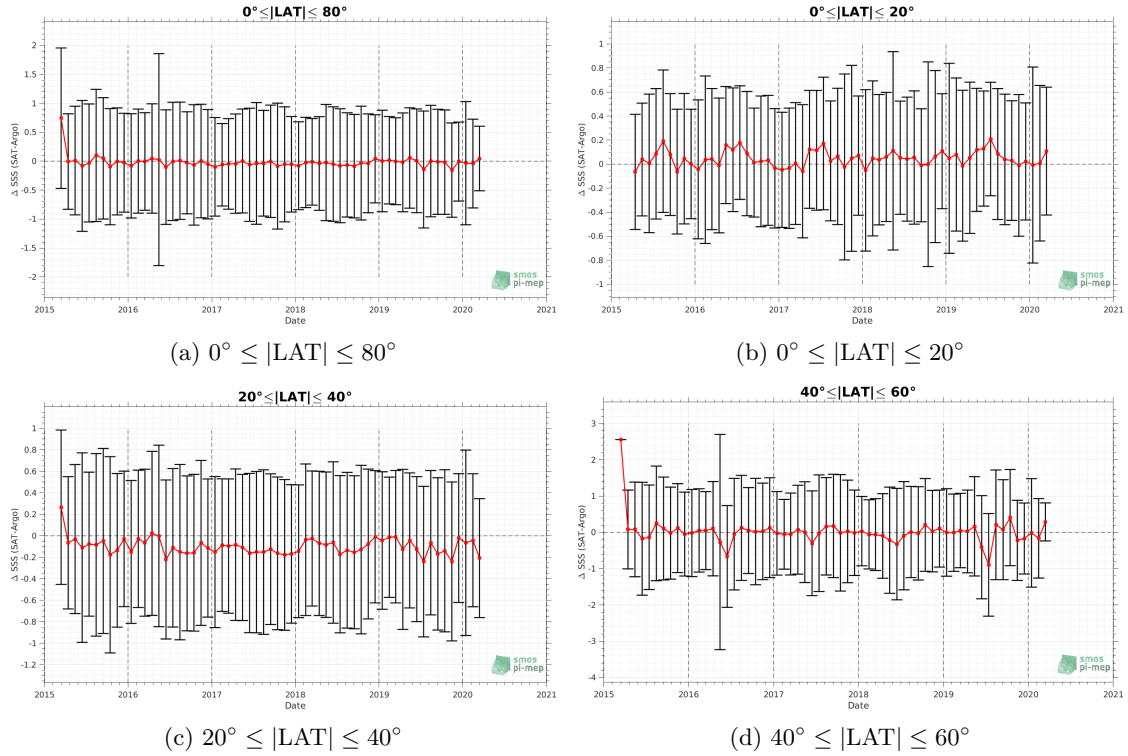 0°≤|LAT|≤ 80°
Δ SSS (SAT-Argo)
2
1.5
1
0.5
0
-0.5
-1
-1.5
-2
2015 2016 2017 2018 2019 2020 2021
Date
smos
pi-mep
(a) 0° ≤ |LAT| ≤ 80°
0°≤|LAT|≤ 20°
Δ SSS (SAT-Argo)
1
0.8
0.6
0.4
0.2
0
-0.2
-0.4
-0.6
-0.8
-1
2015 2016 2017 2018 2019 2020 2021
Date
smos
pi-mep
(b) 0° ≤ |LAT| ≤ 20°
20°≤|LAT|≤ 40°
Δ SSS (SAT-Argo)
1
0.8
0.6
0.4
0.2
0
-0.2
-0.4
-0.6
-0.8
-1
-1.2
2015 2016 2017 2018 2019 2020 2021
Date
smos
pi-mep
(c) 20° ≤ |LAT| ≤ 40°
40°≤|LAT|≤ 60°
Δ SSS (SAT-Argo)
3
2
1
0
-1
-2
-3
-4
2015 2016 2017 2018 2019 2020 2021
Date
smos
pi-mep
(d) 40° ≤ |LAT| ≤ 60°